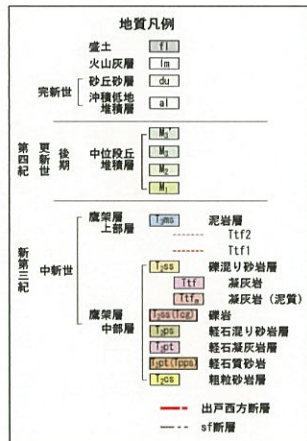 地質凡例
盛土 fl
火山灰層 lm
完新世 砂丘砂層 du
沖積低地堆積層 al
第四紀 更新世 後期 中位段丘堆積層
M₃'
M₃
M₂
M₁
新第三紀 中新世
鷹架層上部層 T₃ms 泥岩層
Ttf2
Ttf1
鷹架層中部層
T₂ss 礫混り砂岩層
Ttf 凝灰岩
Ttfm 凝灰岩（泥質）
T₂ss(Tcg) 礫岩
T₂ps 軽石混り砂岩層
T₂pt 軽石凝灰岩層
T₂pt(Tpps) 軽石質砂岩
T₂cs 粗粒砂岩層
出戸西方断層
sf断層